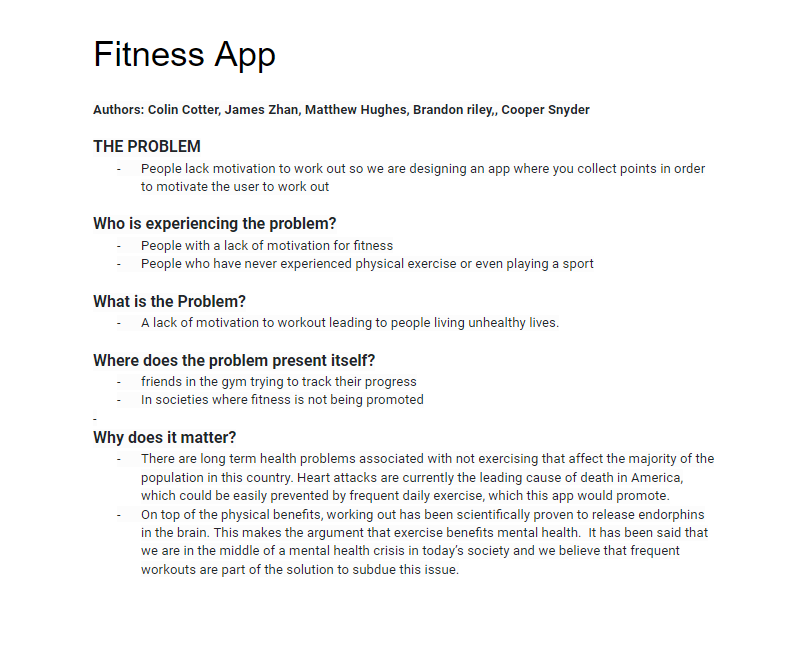 Fitness App
Authors: Colin Cotter, James Zhan, Matthew Hughes, Brandon riley,, Cooper Snyder
THE PROBLEM
- People lack motivation to work out so we are designing an app where you collect points in order
to motivate the user to work out
Who is experiencing the problem?
- People with a lack of motivation for fitness
- People who have never experienced physical exercise or even playing a sport
What is the Problem?
- A lack of motivation to workout leading to people living unhealthy lives.
Where does the problem present itself?
- friends in the gym trying to track their progress
- In societies where fitness is not being promoted
-
Why does it matter?
- There are long term health problems associated with not exercising that affect the majority of the
population in this country. Heart attacks are currently the leading cause of death in America,
which could be easily prevented by frequent daily exercise, which this app would promote.
- On top of the physical benefits, working out has been scientifically proven to release endorphins
in the brain. This makes the argument that exercise benefits mental health.  It has been said that
we are in the middle of a mental health crisis in today's society and we believe that frequent
workouts are part of the solution to subdue this issue.